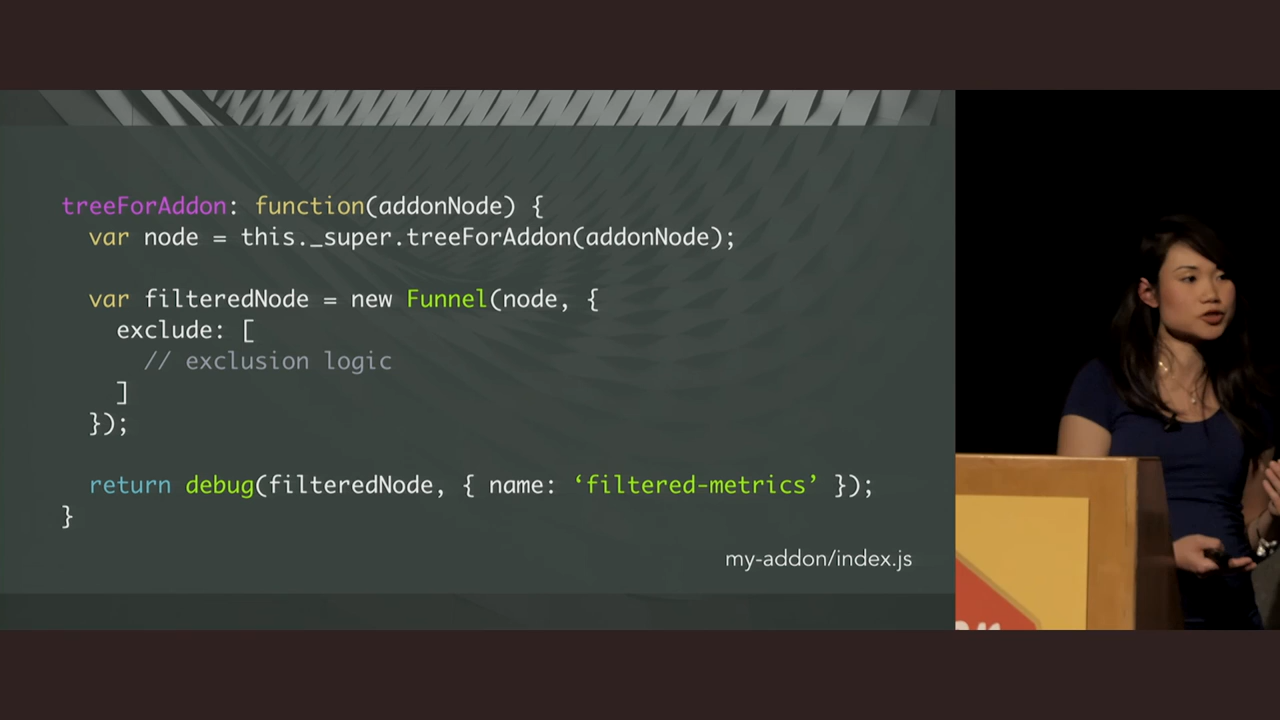 treeForAddon: function(addonNode) {
var node = this._super.treeForAddon(addonNode);
var filteredNode = new Funnel(node, {
exclude: [
// exclusion logic
]
});
return debug(filteredNode, { name: ‘filtered-metrics’ });
}
my-addon/index.js